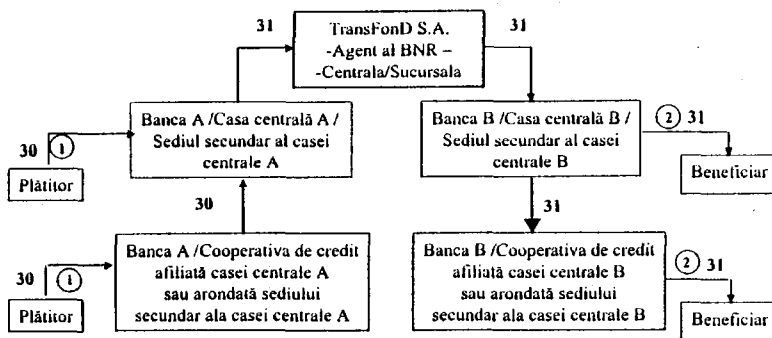 31
TransFonD S.A.
-Agent al BNR –
-Centrala/Sucursala
31
Banca A /Casa centrală A /
Sediul secundar al casei
centrale A
Banca B /Casa centrală B /
Sediul secundar al casei
centrale B
30
1
Plătitor
2
31
Beneficiar
30
31
Banca A /Cooperativa de credit
afiliată casei centrale A
sau arondată sediului
secundar ala casei centrale A
Banca B /Cooperativa de credit
afiliată casei centrale B
sau arondată sediului
secundar ala casei centrale B
30
1
Plătitor
2
31
Beneficiar